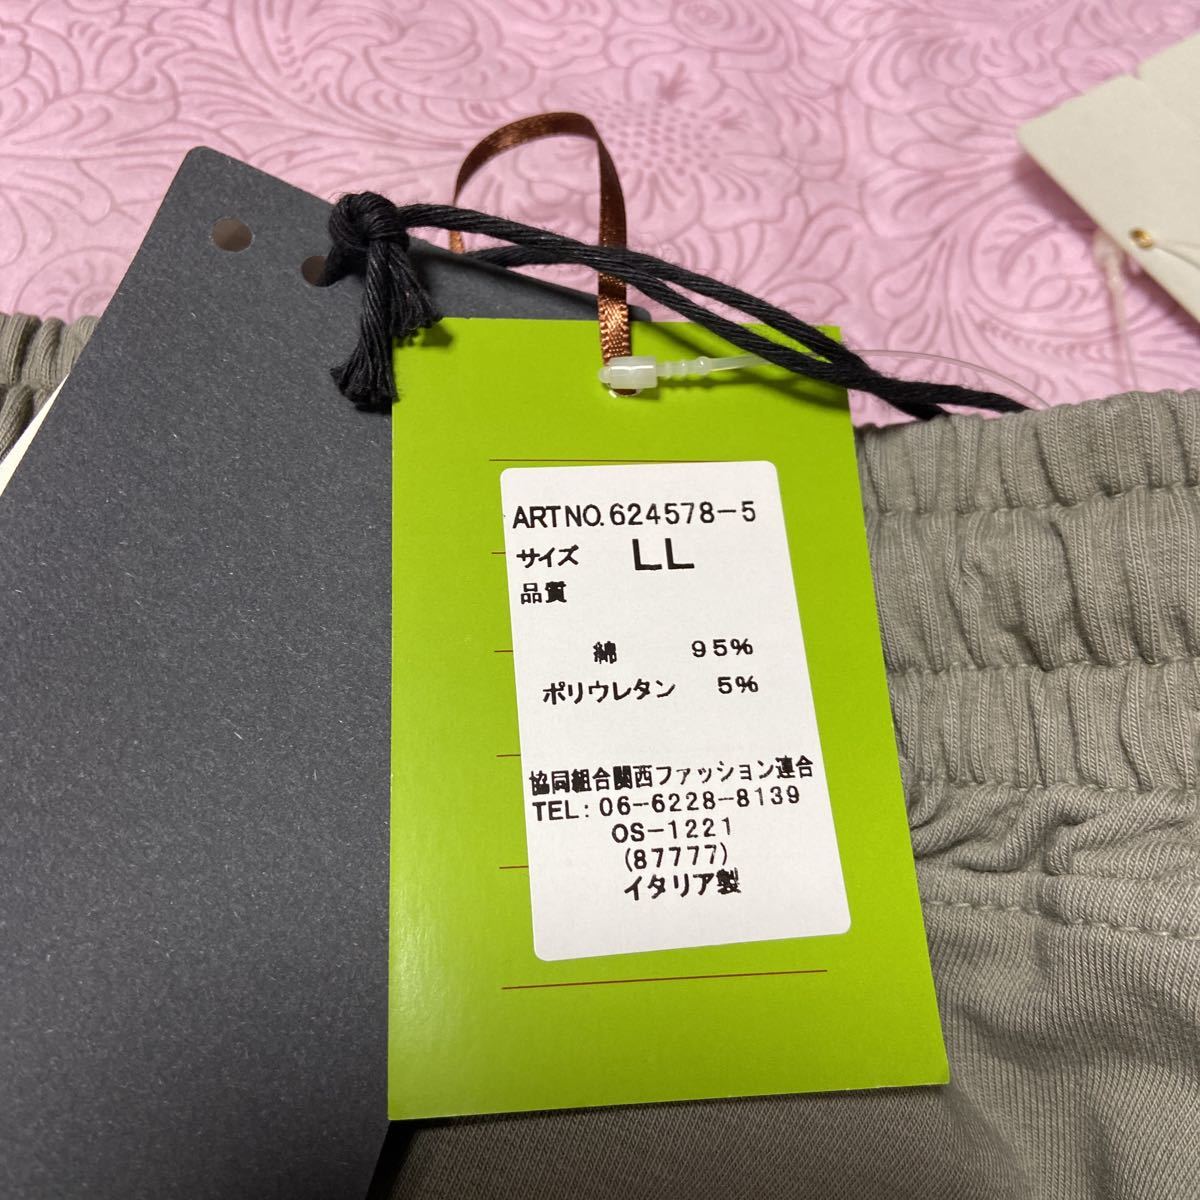 ART NO. 624578-5
サイズ LL
品質
綿 95%
ポリウレタン 5%
協同組合関西ファッション連合
TEL: 06-6228-8139
OS-1221
(87777)
イタリア製